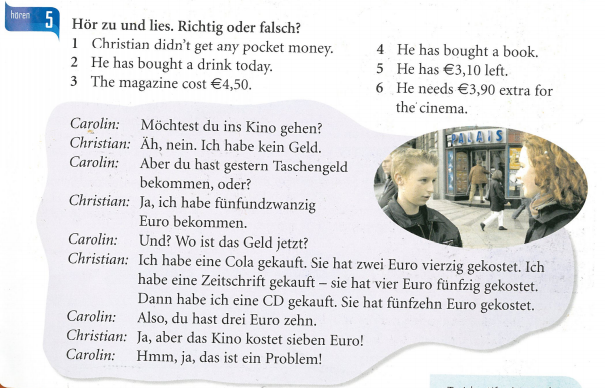 hören 5
Hör zu und lies. Richtig oder falsch?
1 Christian didn't get any pocket money.
2 He has bought a drink today.
3 The magazine cost €4,50.
4 He has bought a book.
5 He has €3,10 left.
6 He needs €3,90 extra for
the cinema.
Carolin: Möchtest du ins Kino gehen?
Christian: Äh, nein. Ich habe kein Geld.
Carolin: Aber du hast gestern Taschengeld
bekommen, oder?
Christian: Ja, ich habe fünfundzwanzig
Euro bekommen.
Carolin: Und? Wo ist das Geld jetzt?
Christian: Ich habe eine Cola gekauft. Sie hat zwei Euro vierzig gekostet. Ich
habe eine Zeitschrift gekauft – sie hat vier Euro fünfzig gekostet.
Dann habe ich eine CD gekauft. Sie hat fünfzehn Euro gekostet.
Carolin: Also, du hast drei Euro zehn.
Christian: Ja, aber das Kino kostet sieben Euro!
Carolin: Hmm, ja, das ist ein Problem!
PALAIS